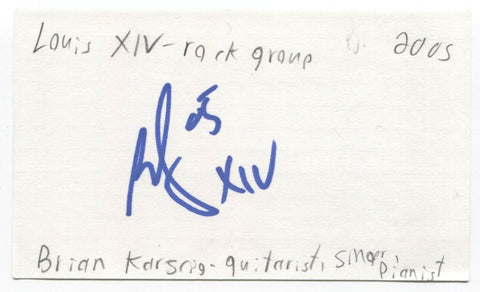 Louis XIV - rock group 2005
05
XIV
Brian Karscig - guitarist, singer, pianist